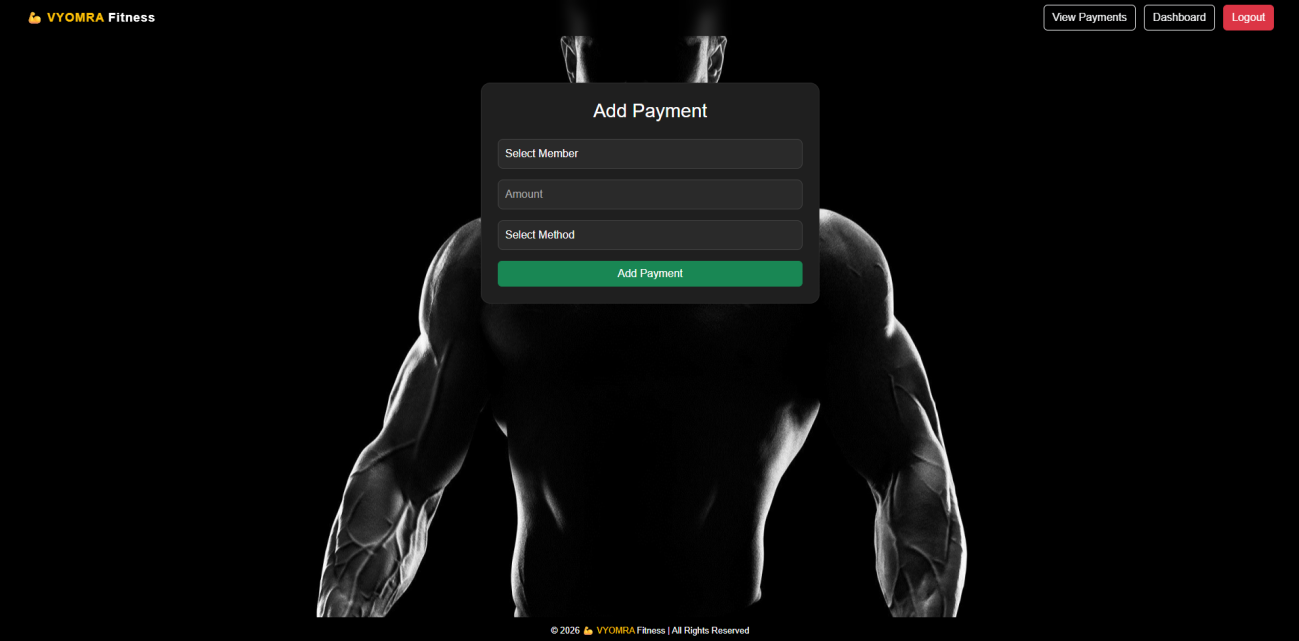 💪 VYOMRA Fitness
View Payments Dashboard Logout
Add Payment
Select Member
Amount
Select Method
Add Payment
© 2026 💪 VYOMRA Fitness | All Rights Reserved